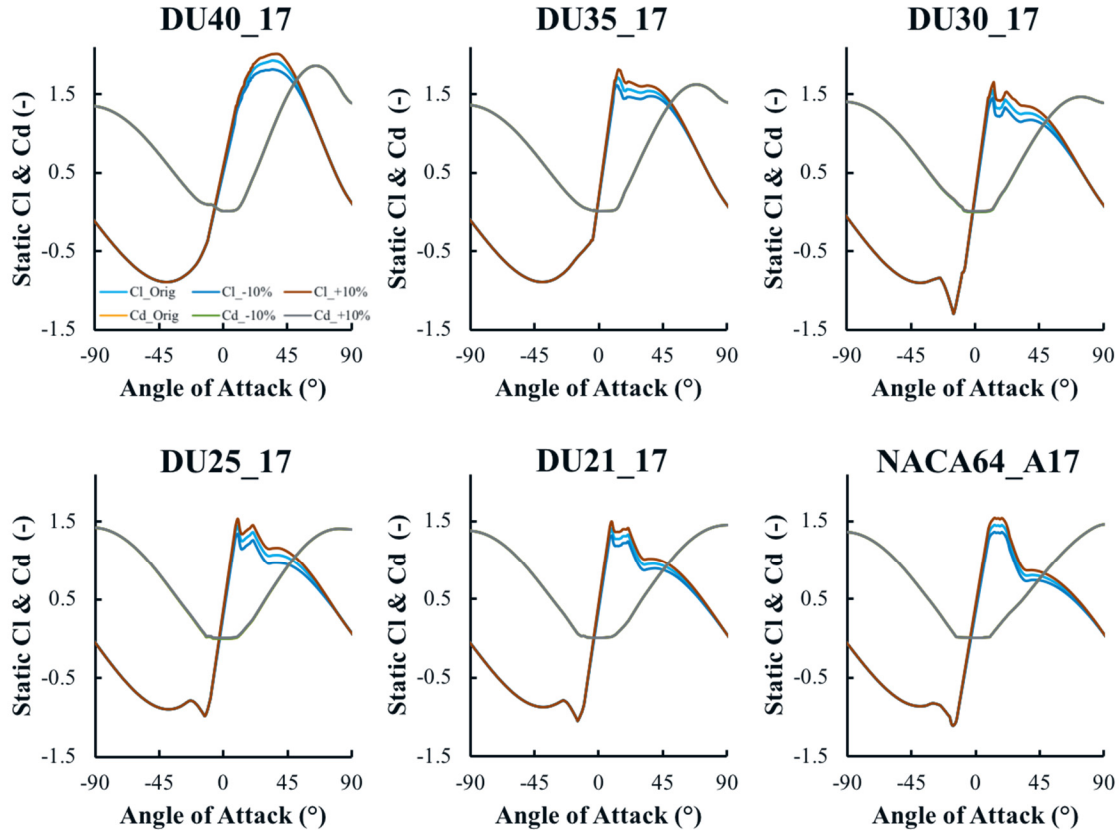 DU40_17
DU35_17
DU30_17
Static Cl & Cd (-)
1.5
0.5
-0.5
-1.5
Cl_Orig
Cl_-10%
Cl_+10%
Cd_Orig
Cd_-10%
Cd_+10%
-90
-45
0
45
90
Angle of Attack (°)
Static Cl & Cd (-)
1.5
0.5
-0.5
-1.5
-90
-45
0
45
90
Angle of Attack (°)
Static Cl & Cd (-)
1.5
0.5
-0.5
-1.5
-90
-45
0
45
90
Angle of Attack (°)
DU25_17
DU21_17
NACA64_A17
Static Cl & Cd (-)
1.5
0.5
-0.5
-1.5
-90
-45
0
45
90
Angle of Attack (°)
Static Cl & Cd (-)
1.5
0.5
-0.5
-1.5
-90
-45
0
45
90
Angle of Attack (°)
Static Cl & Cd (-)
1.5
0.5
-0.5
-1.5
-90
-45
0
45
90
Angle of Attack (°)